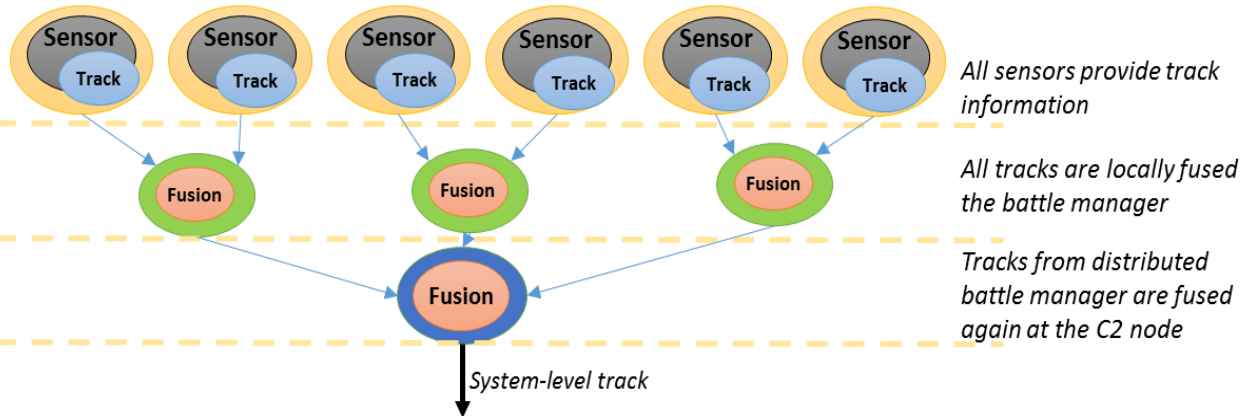 Sensor
Track
Sensor
Track
Sensor
Track
Sensor
Track
Sensor
Track
Sensor
Track
All sensors provide track
information
Fusion
Fusion
Fusion
All tracks are locally fused
the battle manager
Fusion
Tracks from distributed
battle manager are fused
again at the C2 node
System-level track